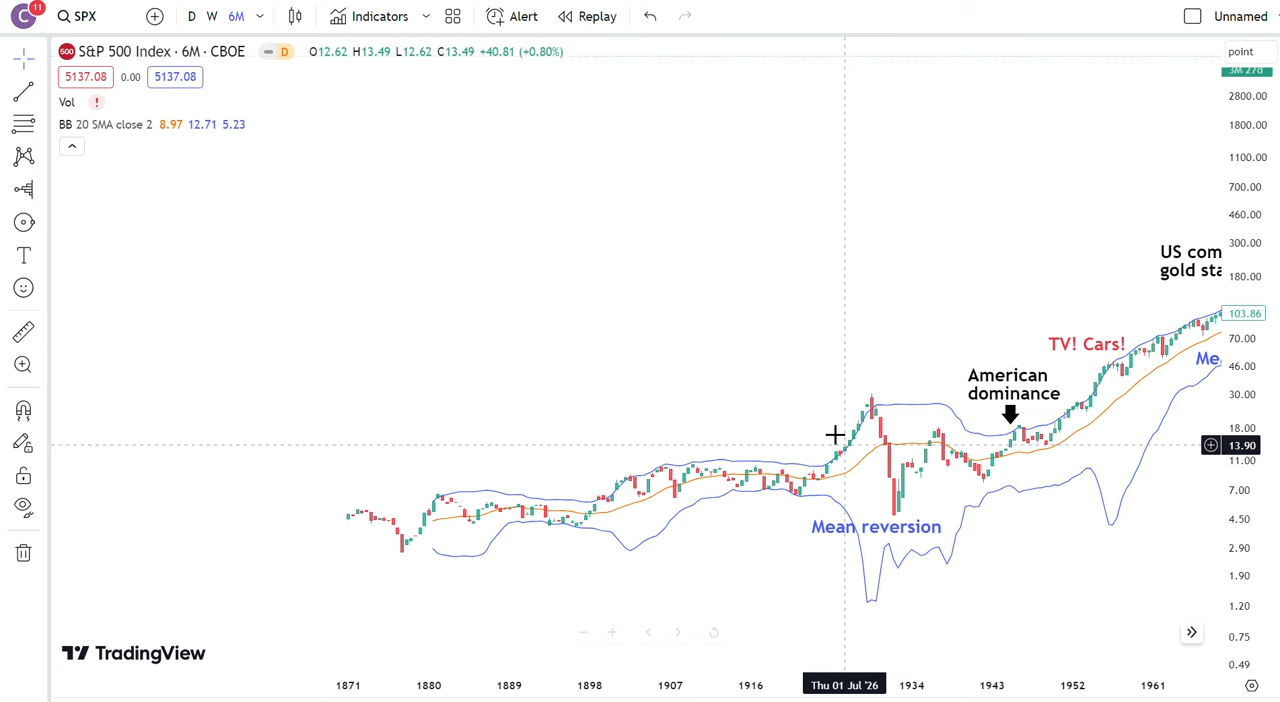 C 11 SPX D W 6M Indicators Alert Replay Unnamed
500 S&P 500 Index · 6M · CBOE D O12.62 H13.49 L12.62 C13.49 +40.81 (+0.80%) point
5137.08 0.00 5137.08 3M 27d
Vol !
2800.00
BB 20 SMA close 2 8.97 12.71 5.23
1800.00
1100.00
700.00
460.00
300.00
US com
gold sta
180.00
103.86
TV! Cars!
70.00
Me
46.00
American
dominance
30.00
18.00
13.90
11.00
7.00
4.50
Mean reversion
2.90
1.90
1.20
0.75
TradingView
0.49
1871 1880 1889 1898 1907 1916 Thu 01 Jul '26 1934 1943 1952 1961